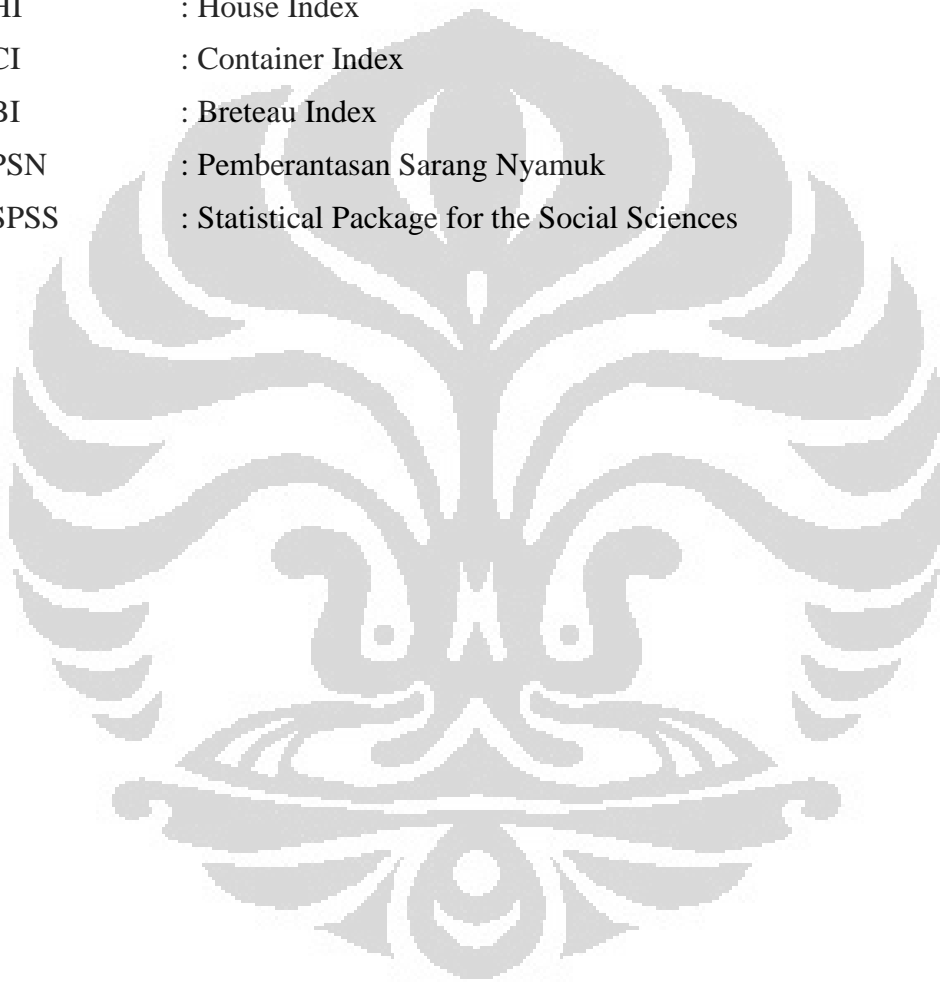 HI : House Index
CI : Container Index
BI : Breteau Index
PSN : Pemberantasan Sarang Nyamuk
SPSS : Statistical Package for the Social Sciences